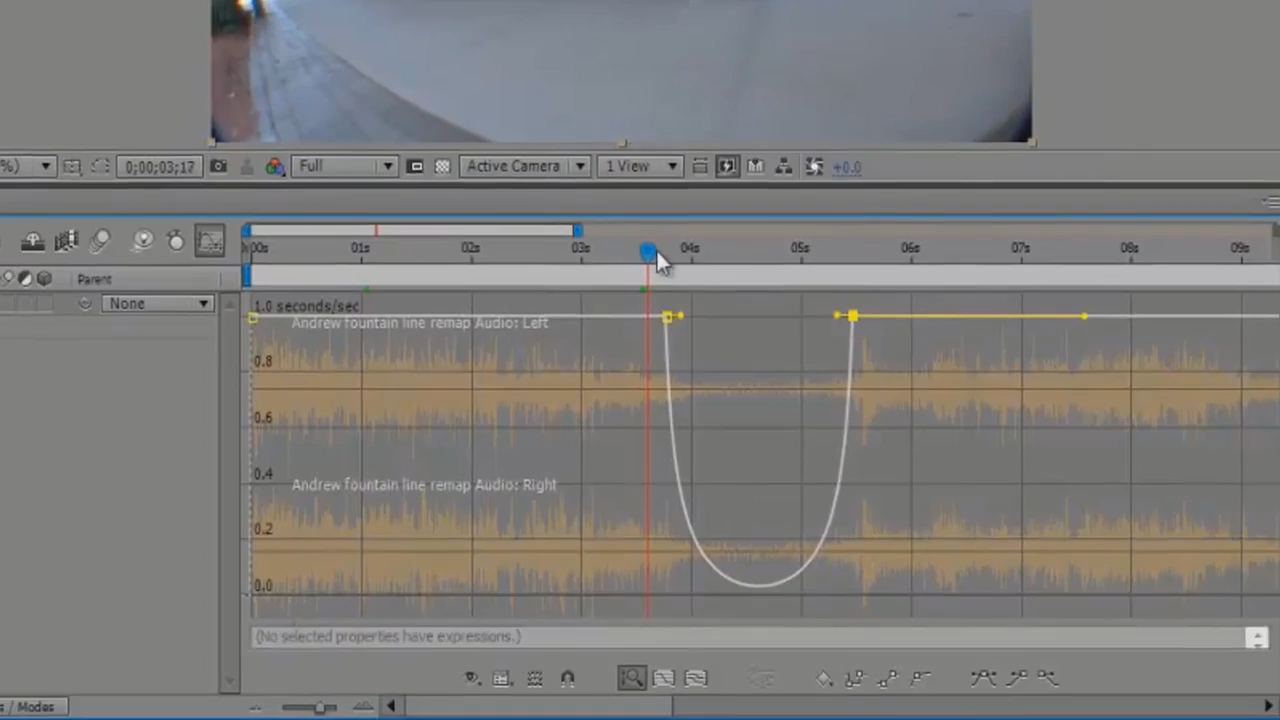 %)
0;00;03;17
Full
Active Camera
1 View
+0.0
00s 01s 02s 03s 04s 05s 06s 07s 08s 09s
Parent
None
1.0 seconds/sec
Andrew fountain line remap Audio: Left
0.8
0.6
0.4
Andrew fountain line remap Audio: Right
0.2
0.0
(No selected properties have expressions.)
s / Modes